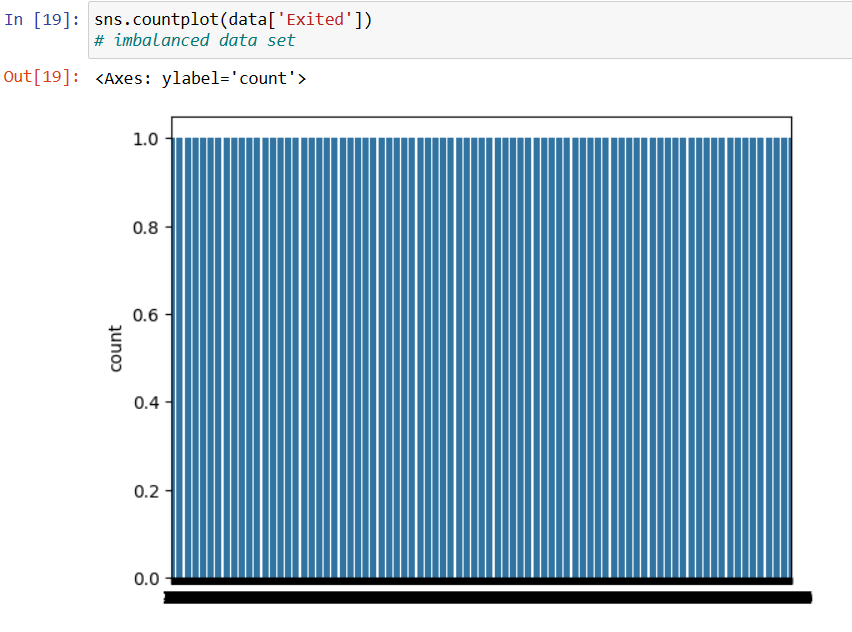 In [19]: sns.countplot(data['Exited'])
# imbalanced data set
Out[19]: <Axes: ylabel='count'>
1.0
0.8
0.6
0.4
0.2
0.0
count